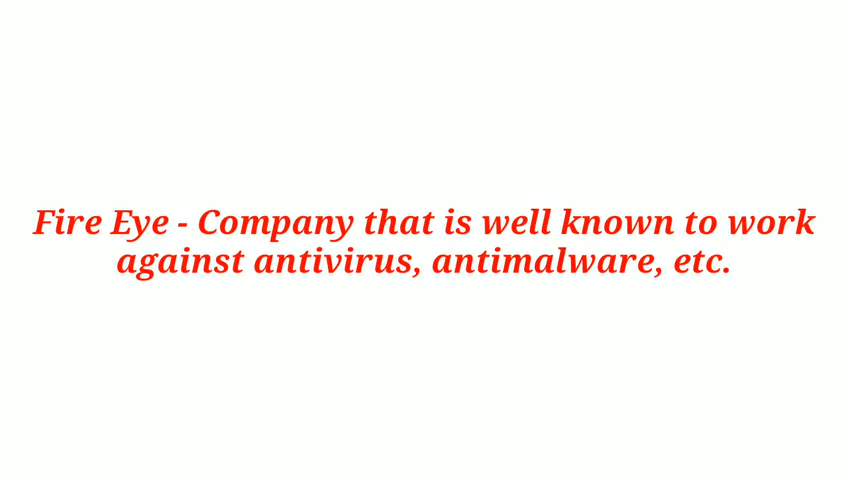 Fire Eye - Company that is well known to work
against antivirus, antimalware, etc.